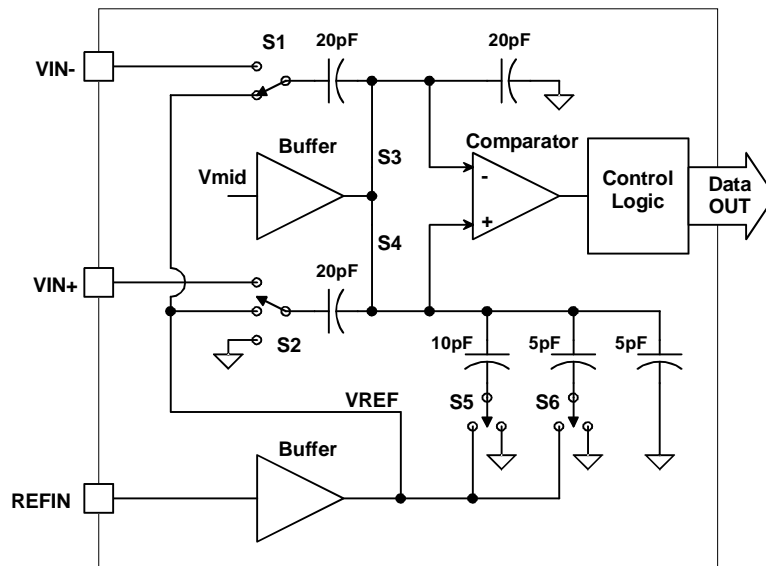 S1
20pF
20pF
VIN-
Buffer
S3
Comparator
Vmid
-
+
Control
Logic
Data
OUT
S4
VIN+
20pF
S2
10pF
5pF
5pF
VREF
S5
S6
Buffer
REFIN